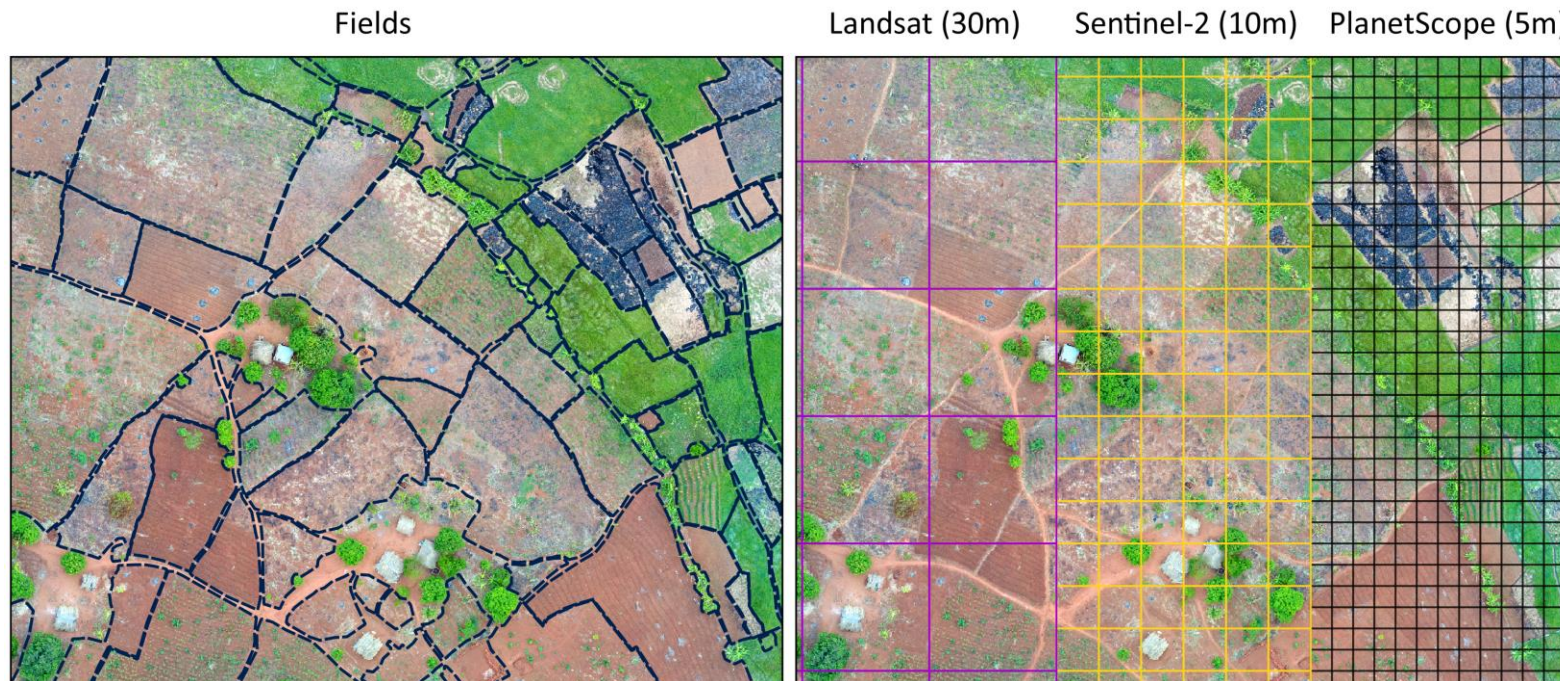 Fields
Landsat (30m)
Sentinel-2 (10m)
PlanetScope (5m)